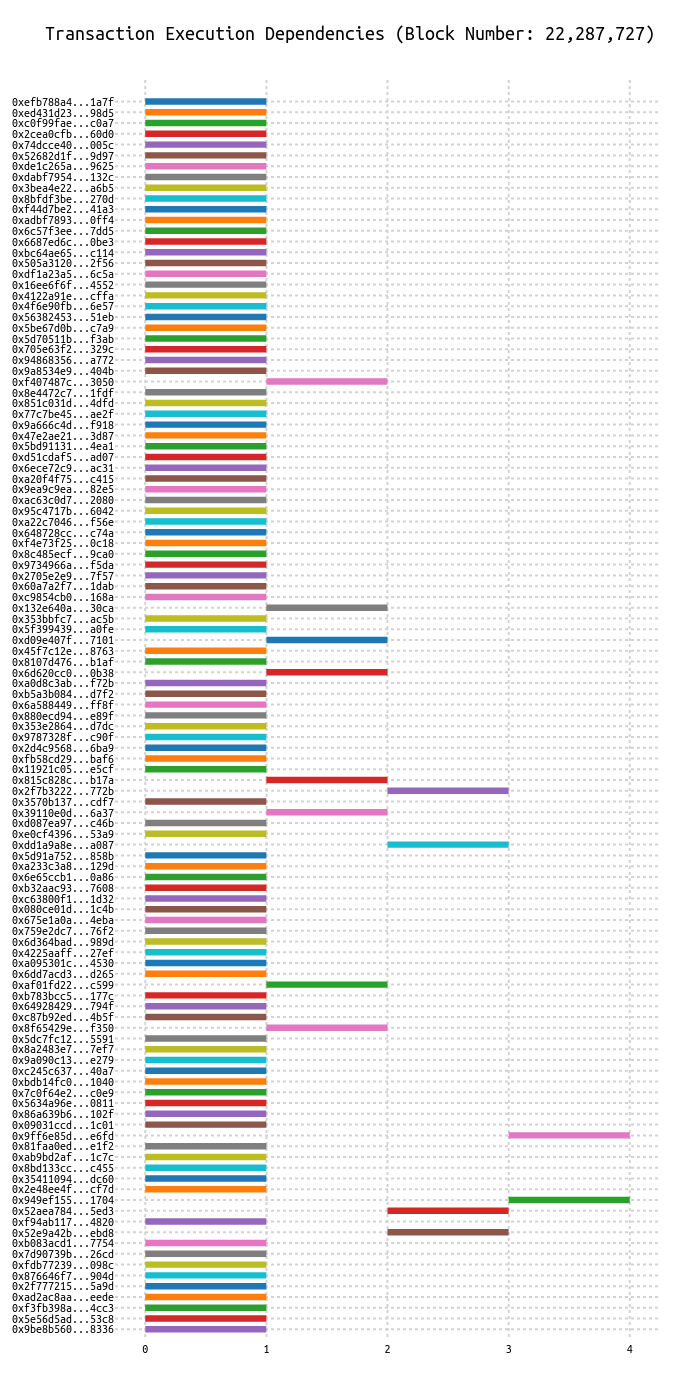 Transaction Execution Dependencies (Block Number: 22,287,727)
0xefb788a4...1a7f
0xed431d23...98d5
0xc0f99fae...c0a7
0x2cea0cfb...60d0
0x74dcce40...005c
0x52682d1f...9d97
0xde1c265a...9625
0xdabf7954...132c
0x3bea4e22...a6b5
0x8bfdf3be...270d
0xf44d7be2...41a3
0xadbf7893...0ff4
0x6c57f3ee...7dd5
0x6687ed6c...0be3
0xbc64ae65...c114
0x505a3120...2f56
0xdf1a23a5...6c5a
0x16ee6f6f...4552
0x4122a91e...cffa
0x4f6e90fb...6e57
0x56382453...51eb
0x5be67d0b...c7a9
0x5d70511b...f3ab
0x705e63f2...329c
0x94868356...a772
0x9a8534e9...404b
0xf407487c...3050
0x8e4472c7...1fdf
0x851c031d...4dfd
0x77c7be45...ae2f
0x9a666c4d...f918
0x47e2ae21...3d87
0x5bd91131...4ea1
0xd51cdaf5...ad07
0x6ece72c9...ac31
0xa20f4f75...c415
0x9ea9c9ea...82e5
0xac63c0d7...2080
0x95c4717b...6042
0xa22c7046...f56e
0x648728cc...c74a
0xf4e73f25...0c18
0x8c485ecf...9ca0
0x9734966a...f5da
0x2705e2e9...7f57
0x60a7a2f7...1dab
0xc9854cb0...168a
0x132e640a...30ca
0x353bbfc7...ac5b
0x5f399439...a0fe
0xd09e407f...7101
0x45f7c12e...8763
0x8107d476...b1af
0x6d620cc0...0b38
0xa0d8c3ab...f72b
0xb5a3b084...d7f2
0x6a588449...ff8f
0x880ecd94...e89f
0x353e2864...d7dc
0x9787328f...c90f
0x2d4c9568...6ba9
0xfb58cd29...baf6
0x11921c05...e5cf
0x815c828c...b17a
0x2f7b3222...772b
0x3570b137...cdf7
0x39110e0d...6a37
0xd087ea97...c46b
0xe0cf4396...53a9
0xdd1a9a8e...a087
0x5d91a752...858b
0xa233c3a8...129d
0x6e65ccb1...0a86
0xb32aac93...7608
0xc63800f1...1d32
0x080ce01d...1c4b
0x675e1a0a...4eba
0x759e2dc7...76f2
0x6d364bad...989d
0x4225aaff...27ef
0xa095301c...4530
0x6dd7acd3...d265
0xaf01fd22...c599
0xb783bcc5...177c
0x64928429...794f
0xc87b92ed...4b5f
0x8f65429e...f350
0x5dc7fc12...5591
0x8a2483e7...7ef7
0x9a090c13...e279
0xc245c637...40a7
0xbdb14fc0...1040
0x7c0f64e2...c0e9
0x5634a96e...0811
0x86a639b6...102f
0x09031ccd...1c01
0x9ff6e85d...e6fd
0x81faa0ed...e1f2
0xab9bd2af...1c7c
0x8bd133cc...c455
0x35411094...dc60
0x2e48ee4f...cf7d
0x949ef155...1704
0x52aea784...5ed3
0xf94ab117...4820
0x52e9a42b...ebd8
0xb083acd1...7754
0x7d90739b...26cd
0xfdb77239...098c
0x876646f7...904d
0x2f777215...5a9d
0xad2ac8aa...eede
0xf3fb398a...4cc3
0x5e56d5ad...53c8
0x9be8b560...8336
0 1 2 3 4